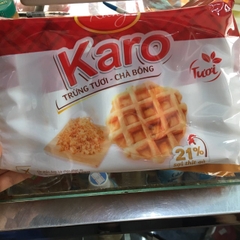 Karo
TRỨNG TƯƠI - CHÀ BÔNG
Tươi
21%